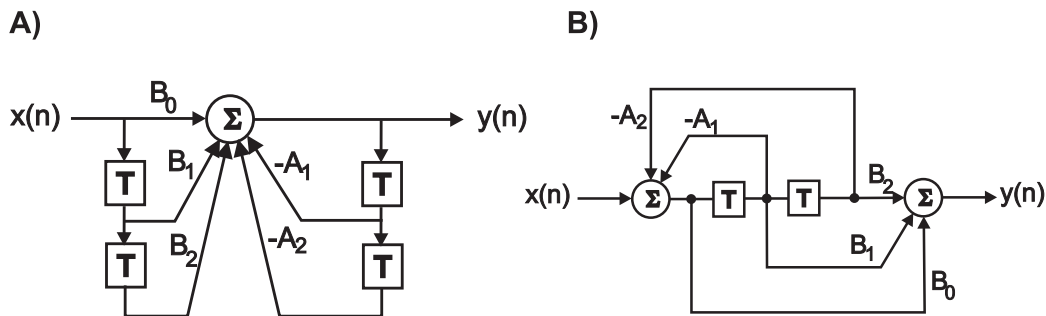 A)
x(n)
B0
Σ
y(n)
T
B1
-A1
T
T
B2
-A2
T
B)
-A2
-A1
x(n)
Σ
T
T
B2
Σ
y(n)
B1
B0